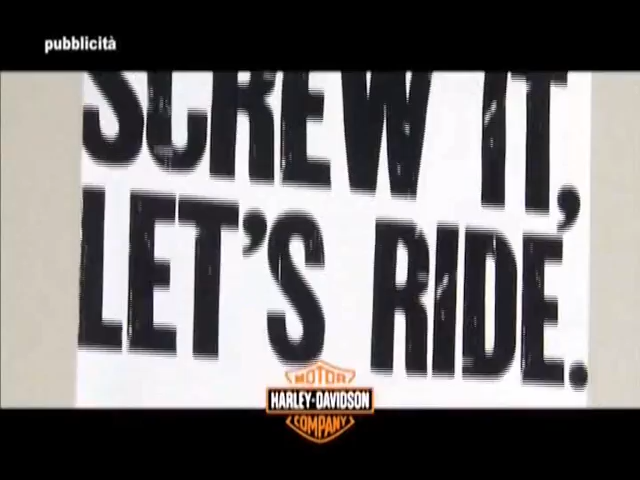 pubblicità
SCREW IT,
LET'S RIDE.
MOTOR
HARLEY-DAVIDSON
COMPANY